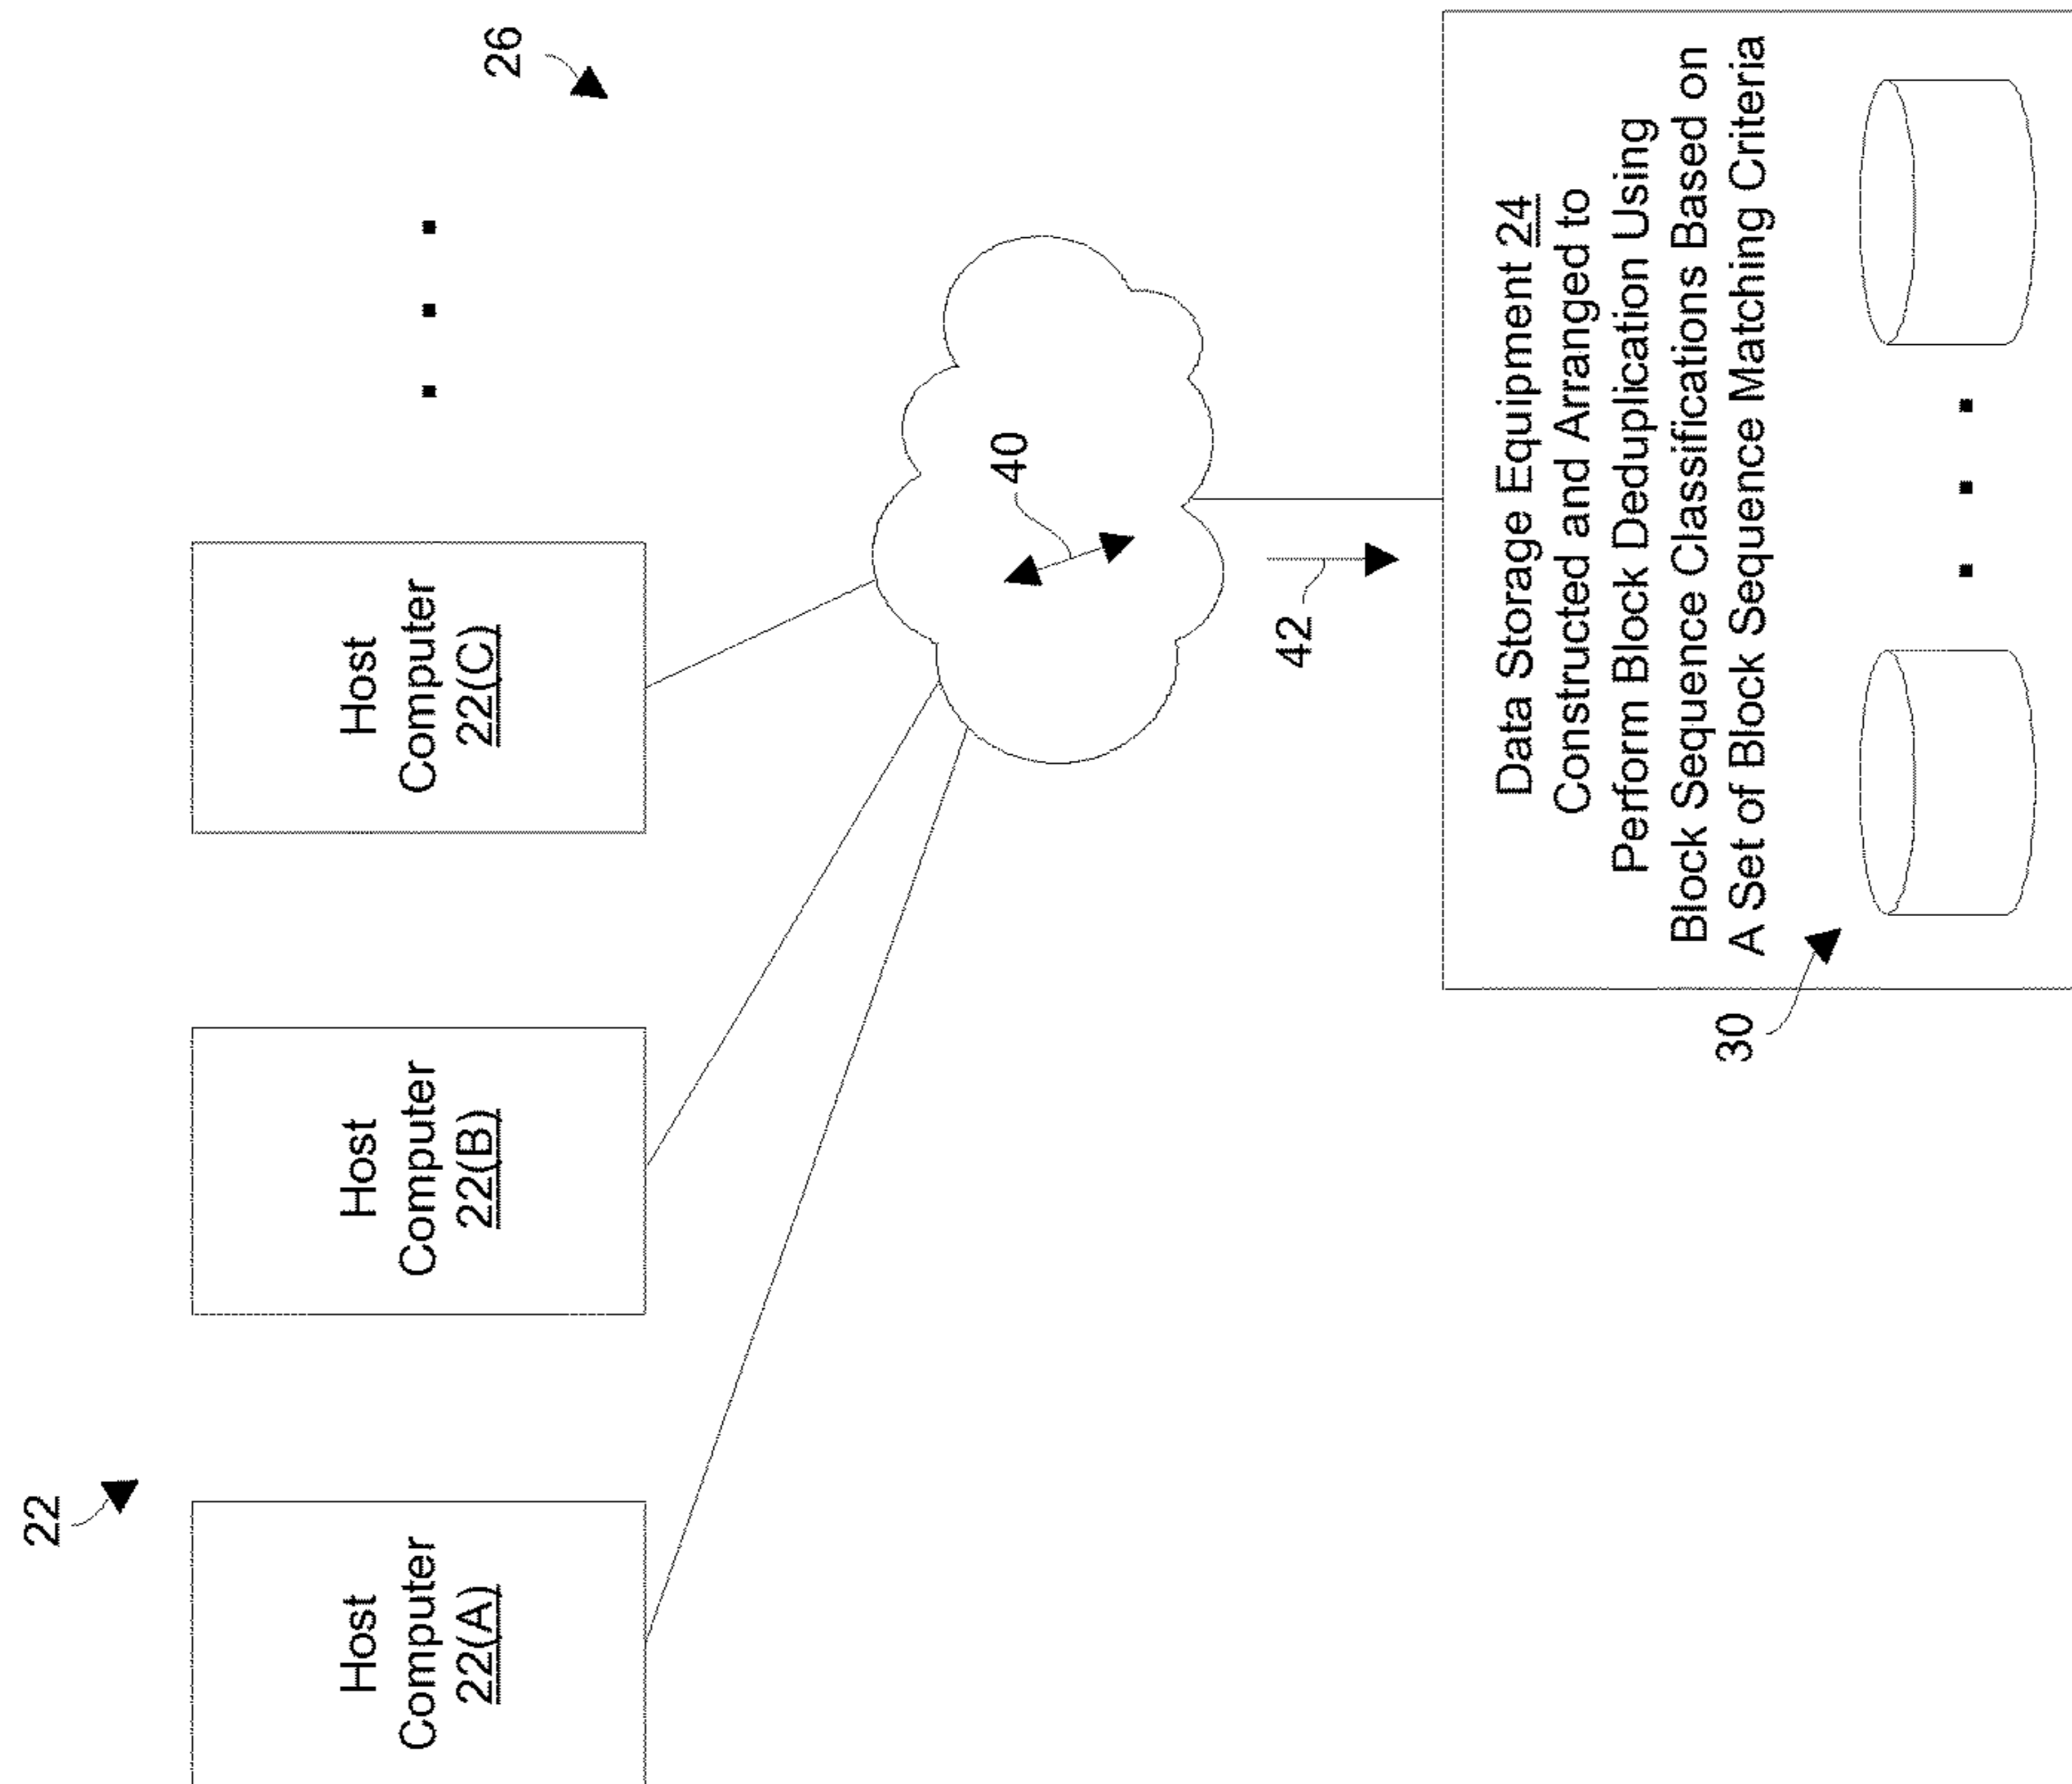 22
26
Host
Computer
22(A)
Host
Computer
22(B)
Host
Computer
22(C)
40
42
Data Storage Equipment 24
Constructed and Arranged to
Perform Block Deduplication Using
Block Sequence Classifications Based on
A Set of Block Sequence Matching Criteria
30